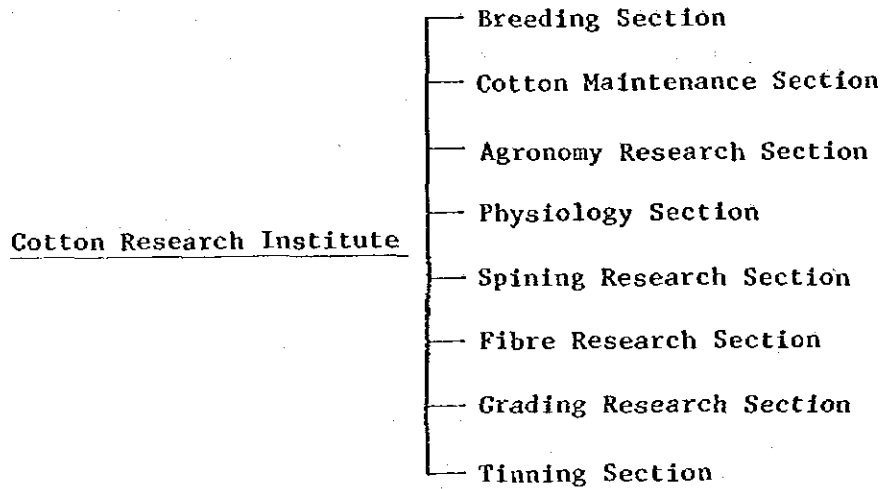 Breeding Section
Cotton Maintenance Section
Agronomy Research Section
Physiology Section
Cotton Research Institute
Spining Research Section
Fibre Research Section
Grading Research Section
Tinning Section